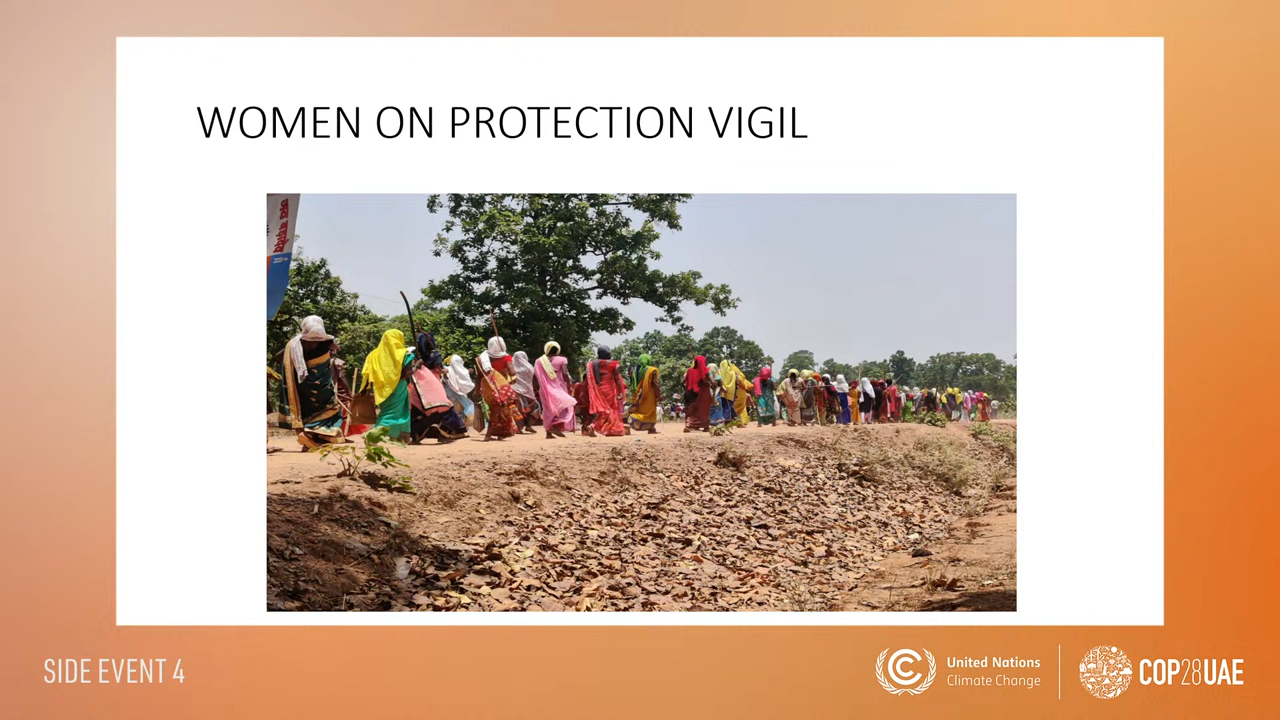 WOMEN ON PROTECTION VIGIL
SIDE EVENT 4
United Nations
Climate Change
COP28UAE